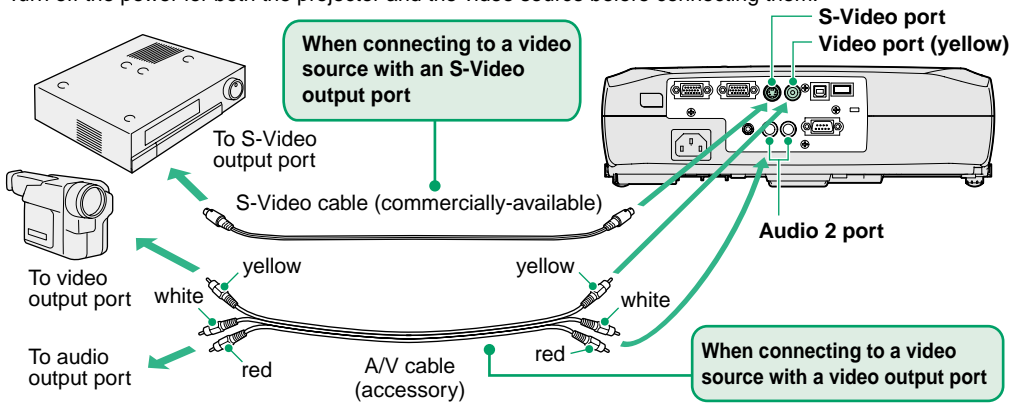 Turn off the power for both the projector and the video source before connecting them.
S-Video port
Video port (yellow)
When connecting to a video
source with an S-Video
output port
To S-Video
output port
S-Video cable (commercially-available)
Audio 2 port
To video
output port
yellow
yellow
white
white
To audio
output port
red
red
A/V cable
(accessory)
When connecting to a video
source with a video output port